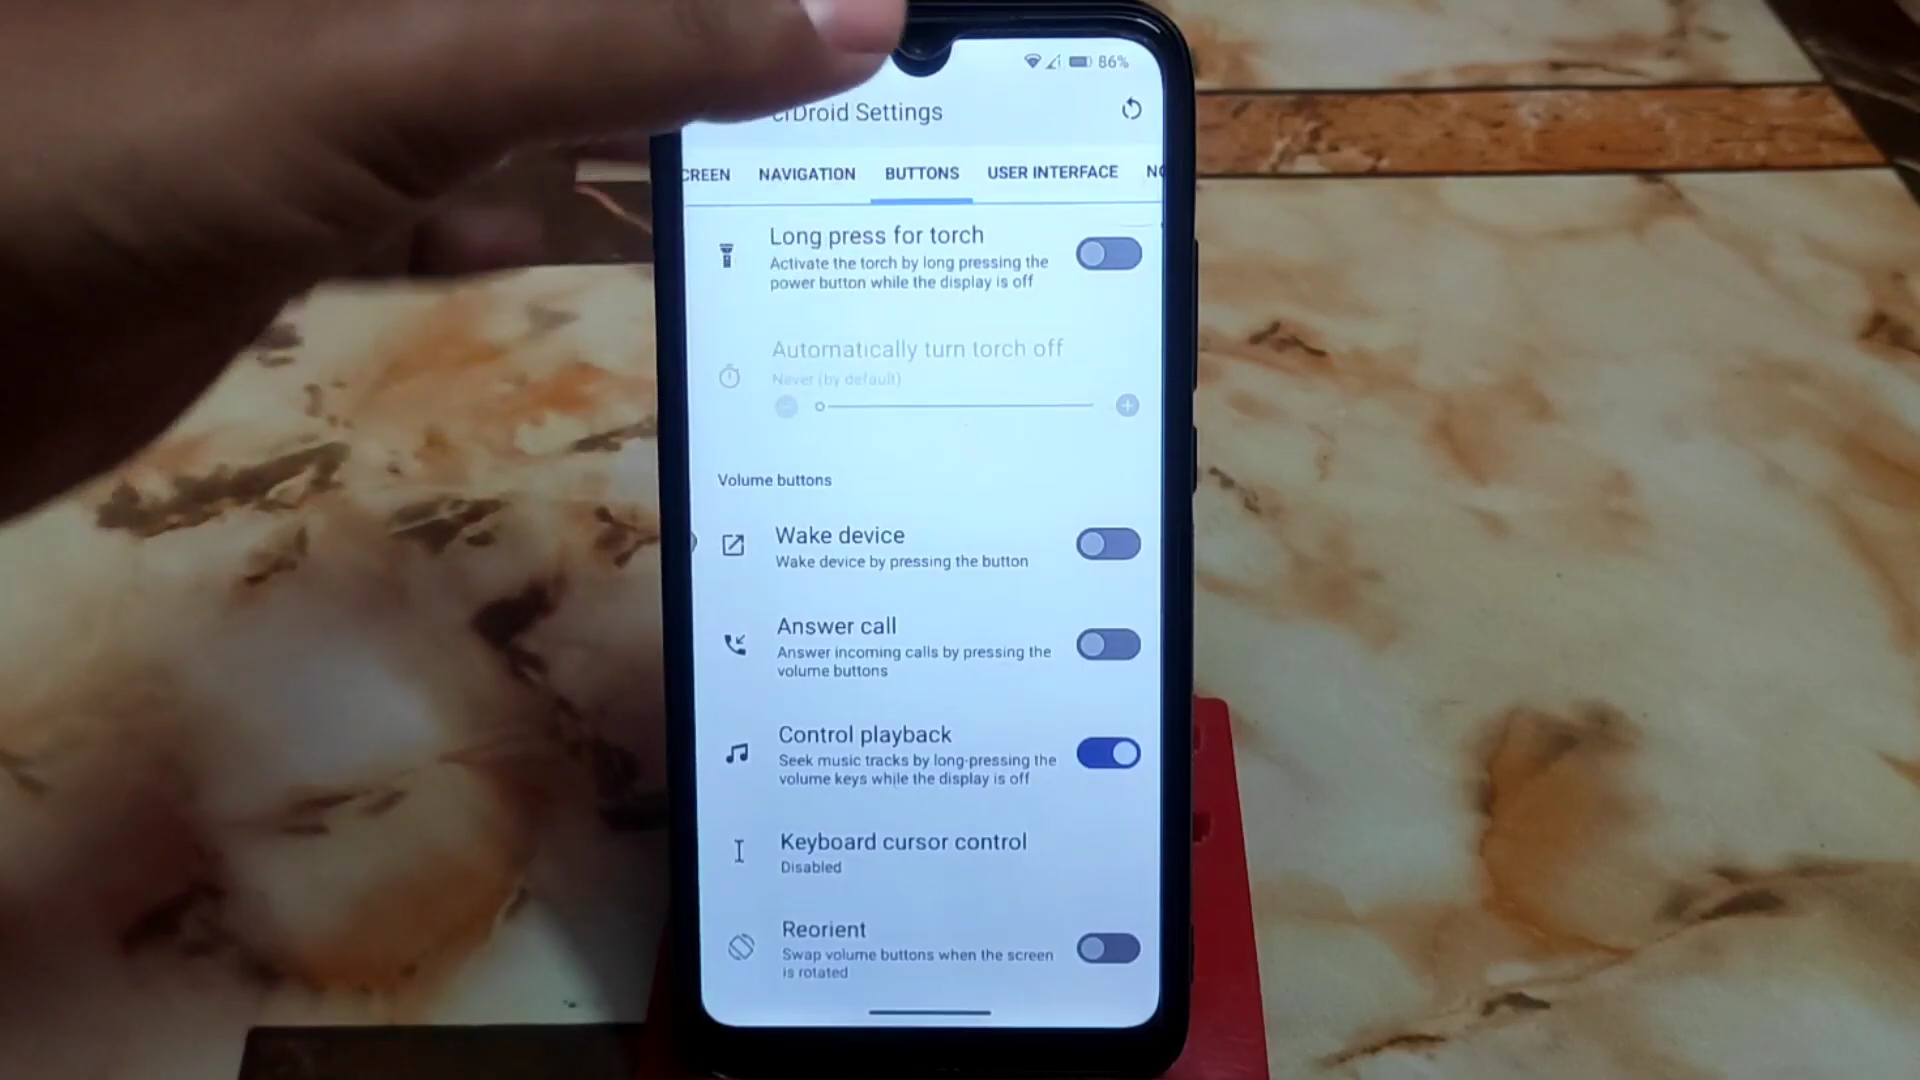 86%
crDroid Settings
CREEN NAVIGATION BUTTONS USER INTERFACE NO
Long press for torch
Activate the torch by long pressing the
power button while the display is off
Automatically turn torch off
Never (by default)
Volume buttons
Wake device
Wake device by pressing the button
Answer call
Answer incoming calls by pressing the
volume buttons
Control playback
Seek music tracks by long-pressing the
volume keys while the display is off
Keyboard cursor control
Disabled
Reorient
Swap volume buttons when the screen
is rotated